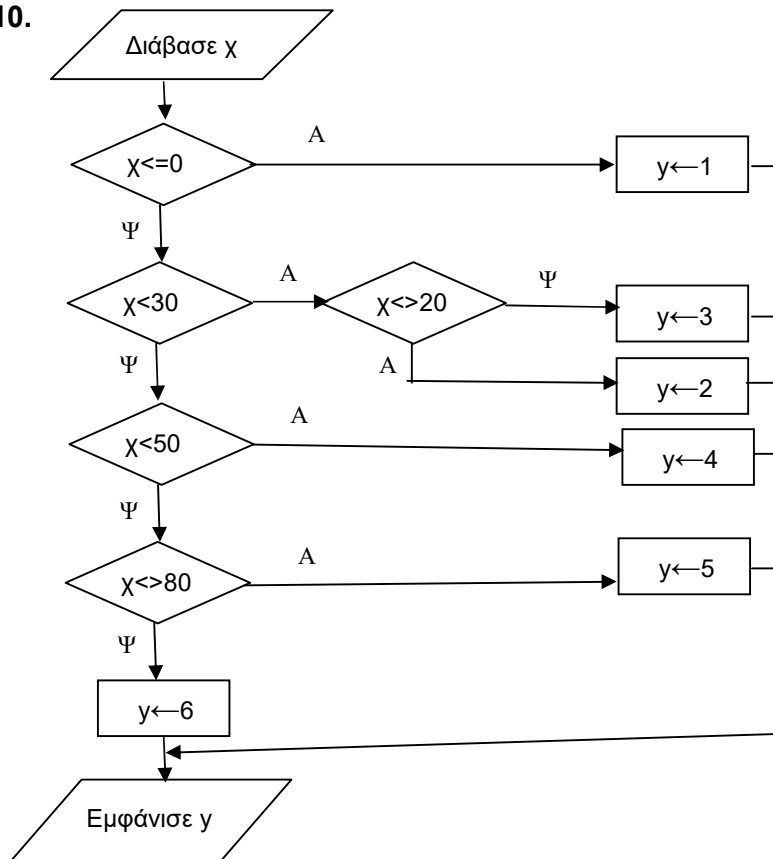 10.
Διάβασε χ
Α
χ<=0
y←1
Ψ
Α
Ψ
χ<30
χ<>20
y←3
Ψ
Α
y←2
Α
χ<50
y←4
Ψ
Α
χ<>80
y←5
Ψ
y←6
Εμφάνισε y